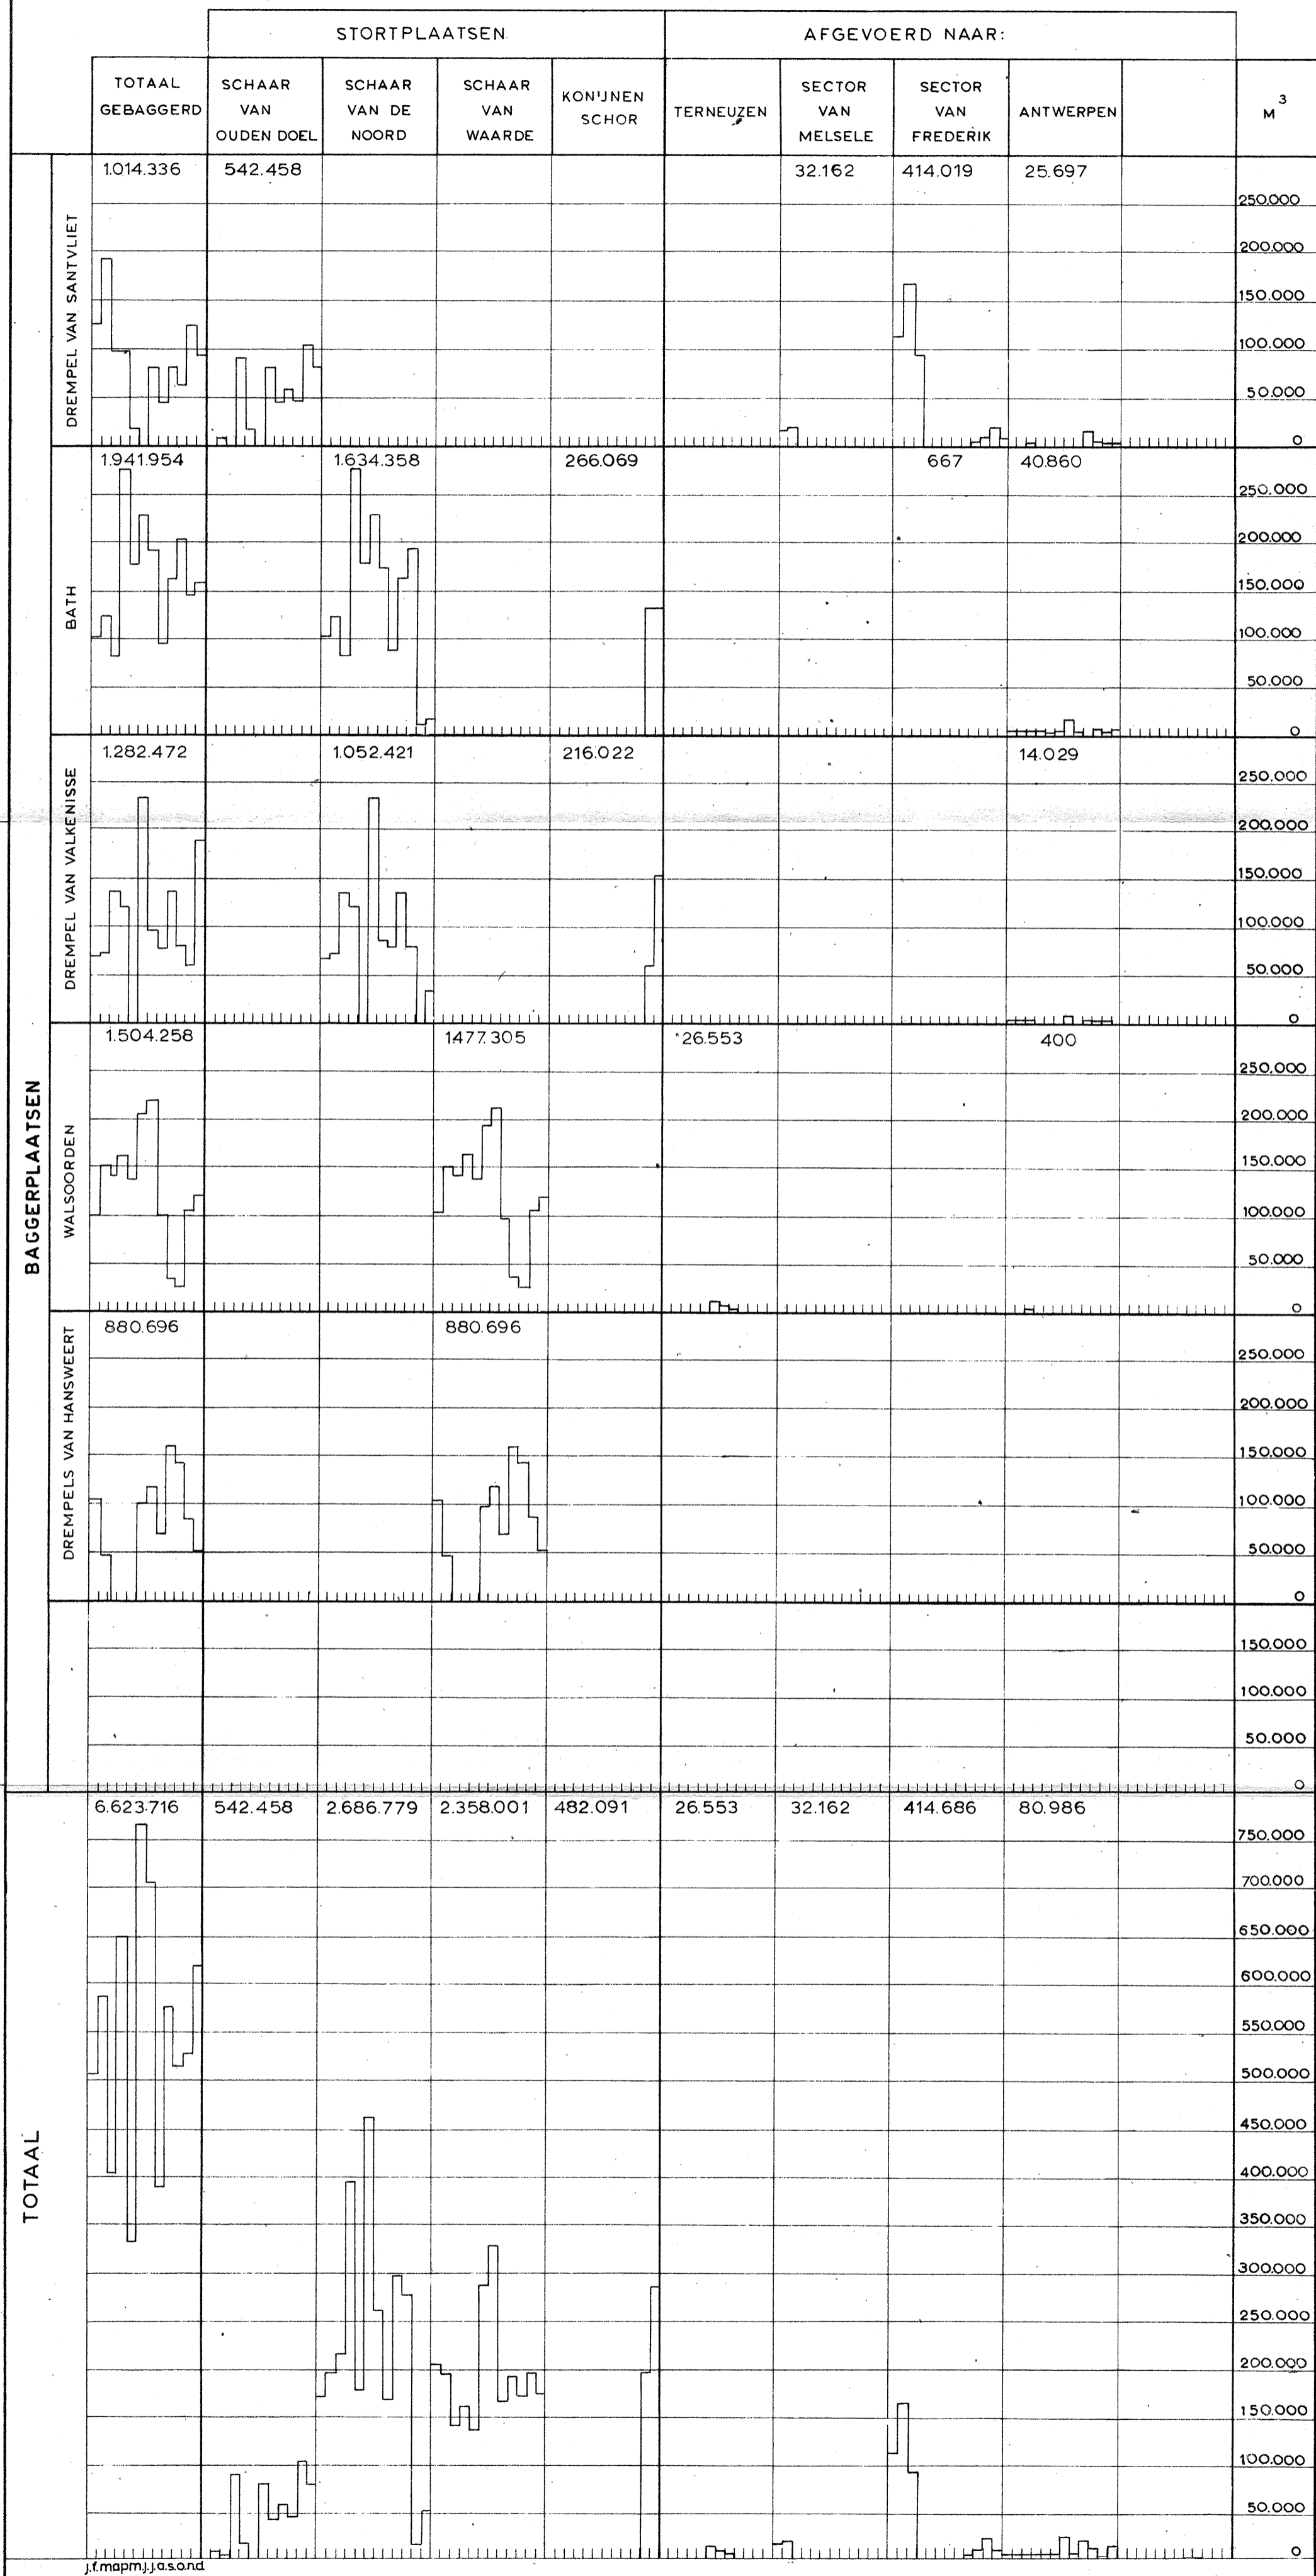 STORTPLAATSEN
AFGEVOERD NAAR:
TOTAAL
GEBAGGERD
SCHAAR
VAN
OUDEN DOEL
SCHAAR
VAN DE
NOORD
SCHAAR
VAN
WAARDE
KONIJNEN
SCHOR
TERNEUZEN
SECTOR
VAN
MELSELE
SECTOR
VAN
FREDERIK
ANTWERPEN
M3
BAGGERPLAATSEN
DREMPEL VAN SANTVLIET
1.014.336 542.458 32.162 414.019 25.697
250.000
200.000
150.000
100.000
50.000
0
BATH
1.941.954 1.634.358 266.069 667 40.860
250.000
200.000
150.000
100.000
50.000
0
DREMPEL VAN VALKENISSE
1.282.472 1.052.421 216.022 14.029
250.000
200.000
150.000
100.000
50.000
0
WALSOORDEN
1.504.258 1477.305 26.553 400
250.000
200.000
150.000
100.000
50.000
0
DREMPELS VAN HANSWEERT
880.696 880.696
250.000
200.000
150.000
100.000
50.000
0
150.000
100.000
50.000
0
TOTAAL
6.623.716 542.458 2.686.779 2.358.001 482.091 26.553 32.162 414.686 80.986
750.000
700.000
650.000
600.000
550.000
500.000
450.000
400.000
350.000
300.000
250.000
200.000
150.000
100.000
50.000
0
j.f.m.a.p.m.j.j.a.s.o.n.d.